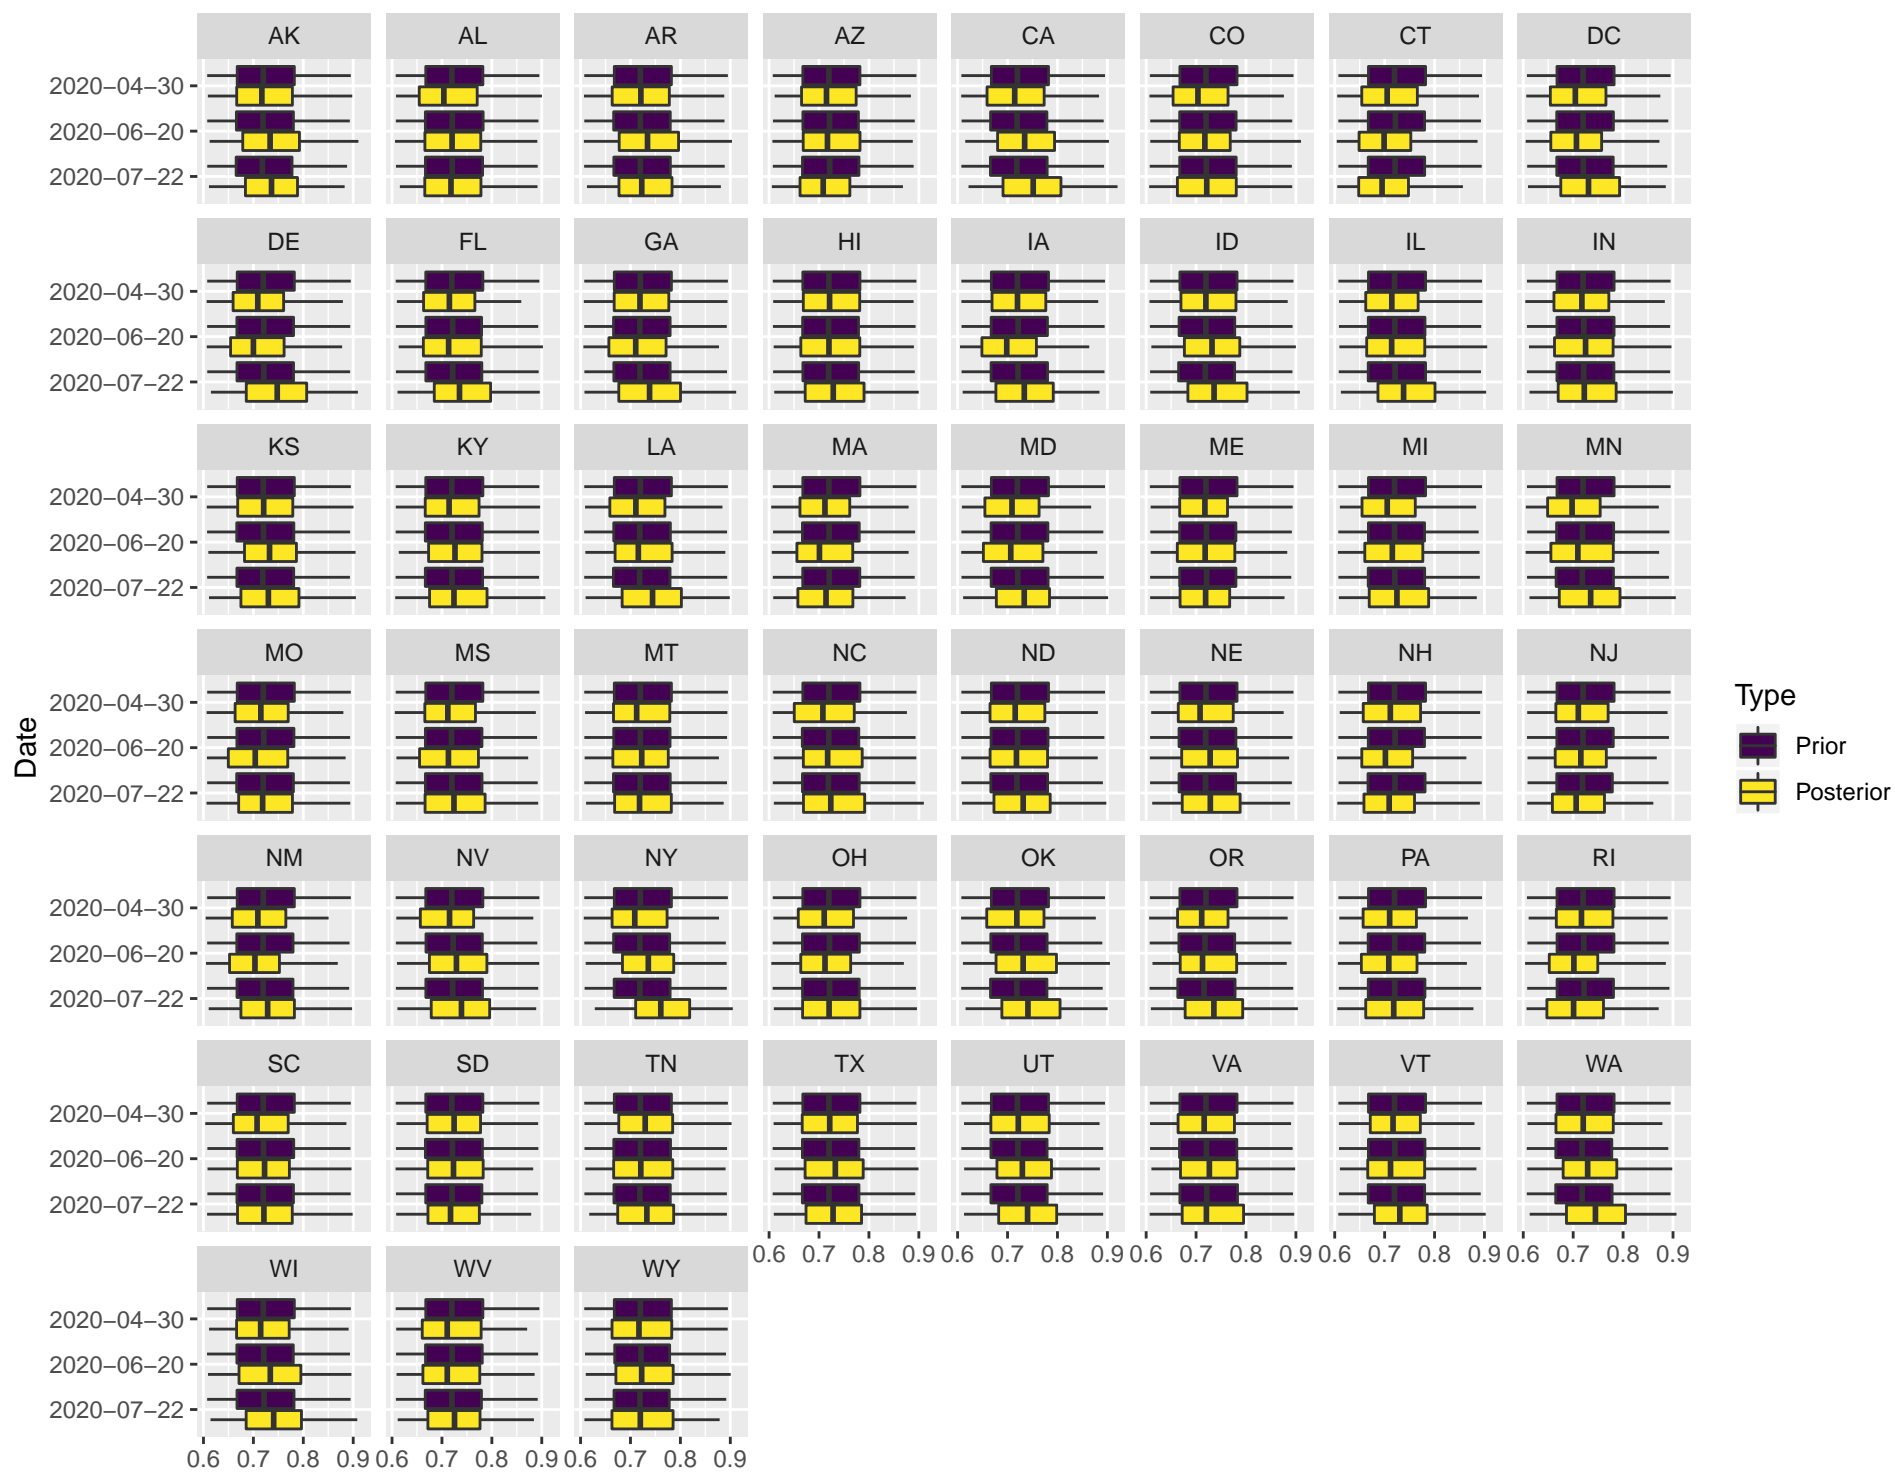 AK AL AR AZ CA CO CT DC
2020−04−30
2020−06−20
2020−07−22
DE FL GA HI IA ID IL IN
2020−04−30
2020−06−20
2020−07−22
KS KY LA MA MD ME MI MN
2020−04−30
2020−06−20
2020−07−22
MO MS MT NC ND NE NH NJ
2020−04−30
2020−06−20
2020−07−22
Date
Type
Prior
Posterior
NM NV NY OH OK OR PA RI
2020−04−30
2020−06−20
2020−07−22
SC SD TN TX UT VA VT WA
2020−04−30
2020−06−20
2020−07−22
0.6 0.7 0.8 0.9 0.6 0.7 0.8 0.9 0.6 0.7 0.8 0.9 0.6 0.7 0.8 0.9 0.6 0.7 0.8 0.9
WI WV WY
2020−04−30
2020−06−20
2020−07−22
0.6 0.7 0.8 0.9 0.6 0.7 0.8 0.9 0.6 0.7 0.8 0.9